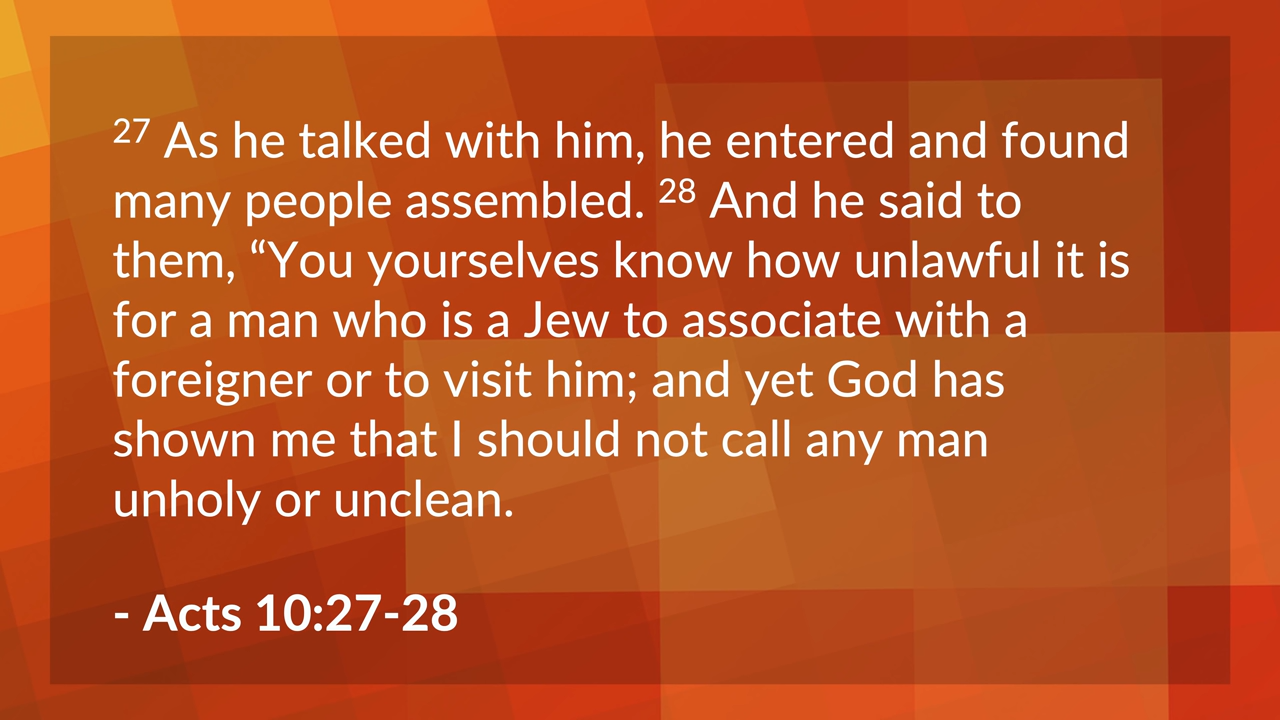 27 As he talked with him, he entered and found
many people assembled. 28 And he said to
them, “You yourselves know how unlawful it is
for a man who is a Jew to associate with a
foreigner or to visit him; and yet God has
shown me that I should not call any man
unholy or unclean.
- Acts 10:27-28